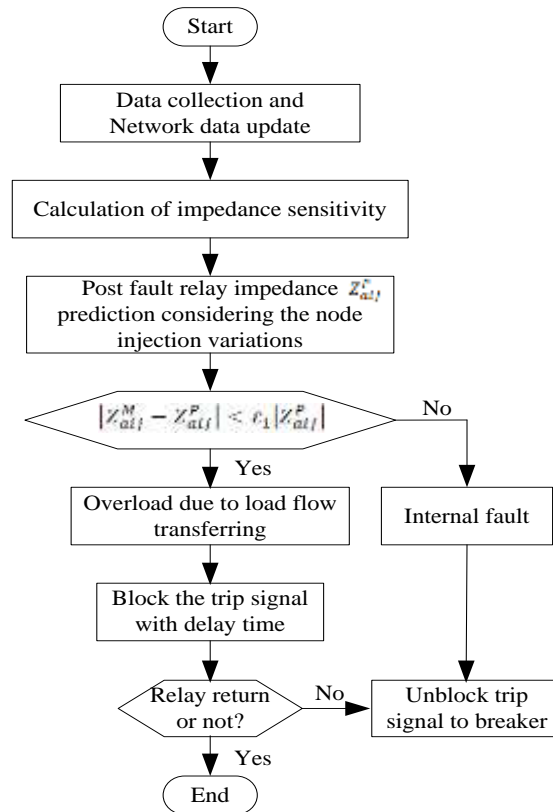 Start
Data collection and
Network data update
Calculation of impedance sensitivity
Post fault relay impedance
prediction considering the node
injection variations
No
Yes
Overload due to load flow
transferring
Internal fault
Block the trip signal
with delay time
Relay return
or not?
No
Unblock trip
signal to breaker
Yes
End